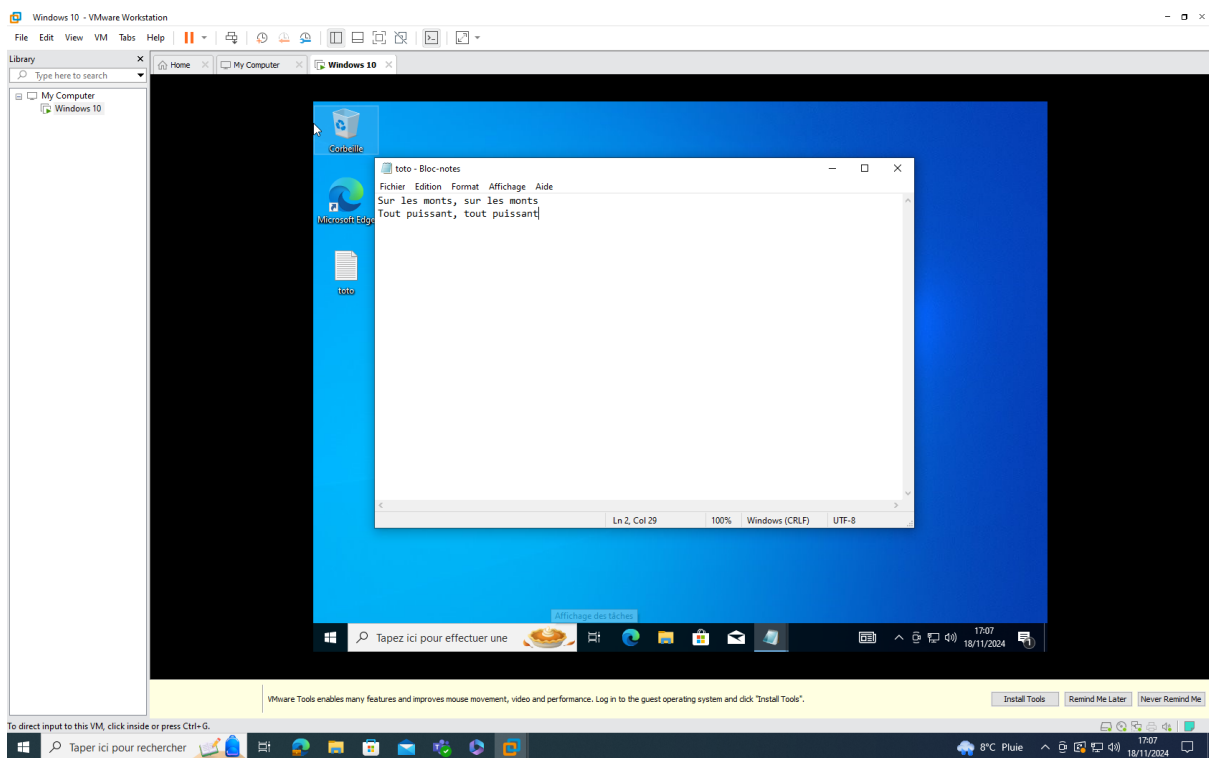 Windows 10 - VMware Workstation
File Edit View VM Tabs Help
Library
Type here to search
My Computer
Windows 10
Home
My Computer
Windows 10
Corbeille
Microsoft Edge
toto
toto - Bloc-notes
Fichier Edition Format Affichage Aide
Sur les monts, sur les monts
Tout puissant, tout puissant
Ln 2, Col 29 100% Windows (CRLF) UTF-8
Affichage des tâches
Tapez ici pour effectuer une
17:07
18/11/2024
1
VMware Tools enables many features and improves mouse movement, video and performance. Log in to the guest operating system and click "Install Tools".
Install Tools Remind Me Later Never Remind Me
To direct input to this VM, click inside or press Ctrl+G.
Taper ici pour rechercher
8°C Pluie
17:07
18/11/2024